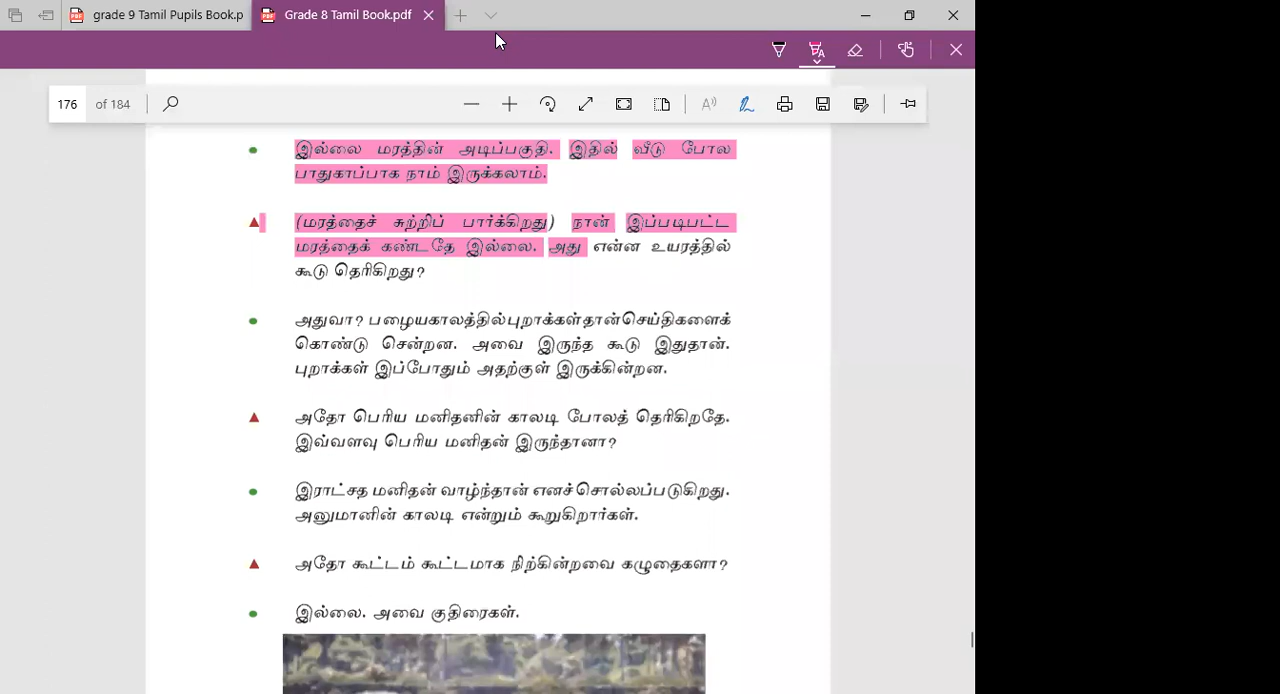 grade 9 Tamil Pupils Book.p
Grade 8 Tamil Book.pdf
176 of 184
இல்லை மரத்தின் அடிப்பகுதி. இதில் வீடு போல
பாதுகாப்பாக நாம் இருக்கலாம்.
(மரத்தைச் சுற்றிப் பார்க்கிறது) நான் இப்படிபட்ட
மரத்தைக் கண்டதே இல்லை. அது என்ன உயரத்தில்
கூடு தெரிகிறது?
அதுவா? பழையகாலத்தில்புறாக்கள்தான்செய்திகளைக்
கொண்டு சென்றன. அவை இருந்த கூடு இதுதான்.
புறாக்கள் இப்போதும் அதற்குள் இருக்கின்றன.
அதோ பெரிய மனிதனின் காலடி போலத் தெரிகிறதே.
இவ்வளவு பெரிய மனிதன் இருந்தானா?
இராட்சத மனிதன் வாழ்ந்தான் எனச்சொல்லப்படுகிறது.
அனுமானின் காலடி என்றும் கூறுகிறார்கள்.
அதோ கூட்டம் கூட்டமாக நிற்கின்றவை கழுதைகளா?
இல்லை. அவை குதிரைகள்.